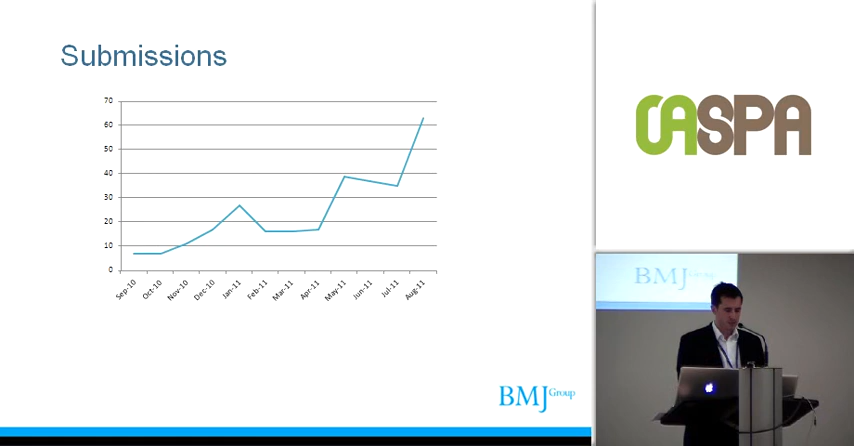 Submissions
70
60
50
40
30
20
10
0
Sep-10
Oct-10
Nov-10
Dec-10
Jan-11
Feb-11
Mar-11
Apr-11
May-11
Jun-11
Jul-11
Aug-11
BMJ Group
OASPA
BMJ Group